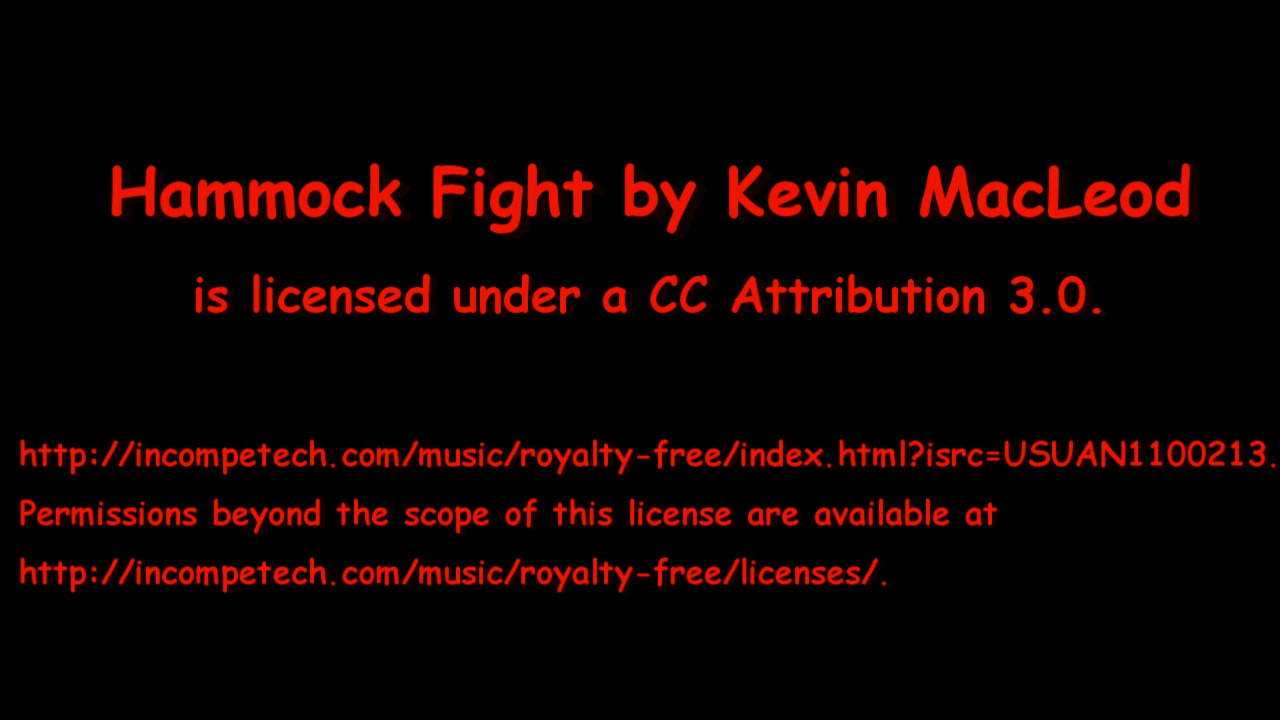 Hammock Fight by Kevin MacLeod
is licensed under a CC Attribution 3.0.
http://incompetech.com/music/royalty-free/index.html?isrc=USUAN1100213.
Permissions beyond the scope of this license are available at
http://incompetech.com/music/royalty-free/licenses/.